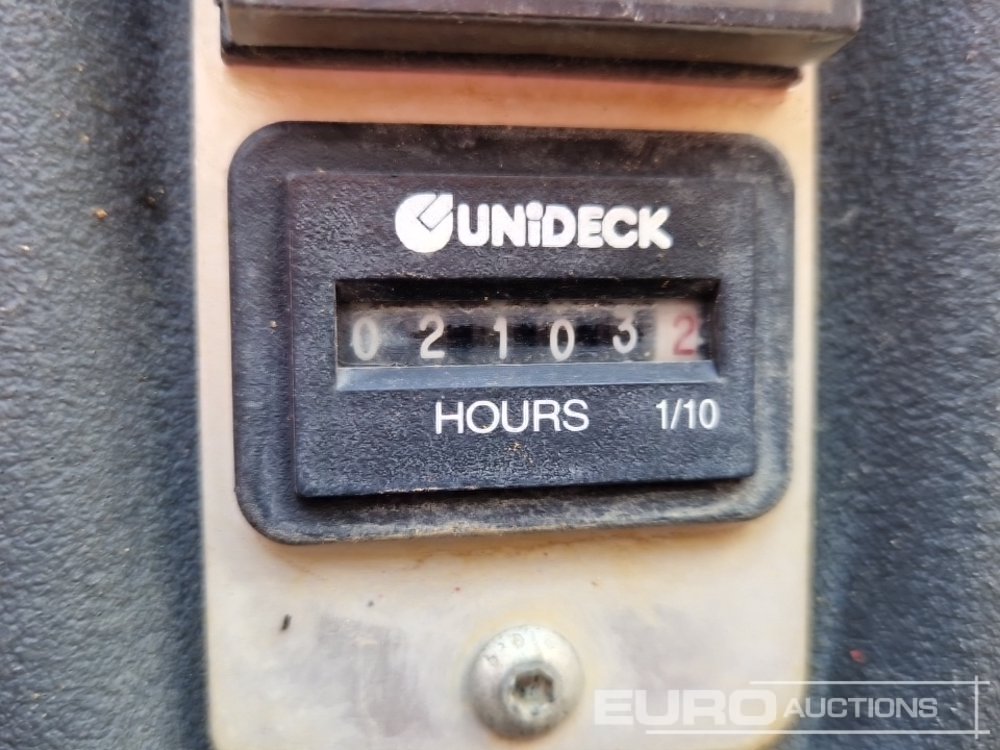 UNiDECK
0 2 1 0 3 2
HOURS 1/10
EURO AUCTIONS